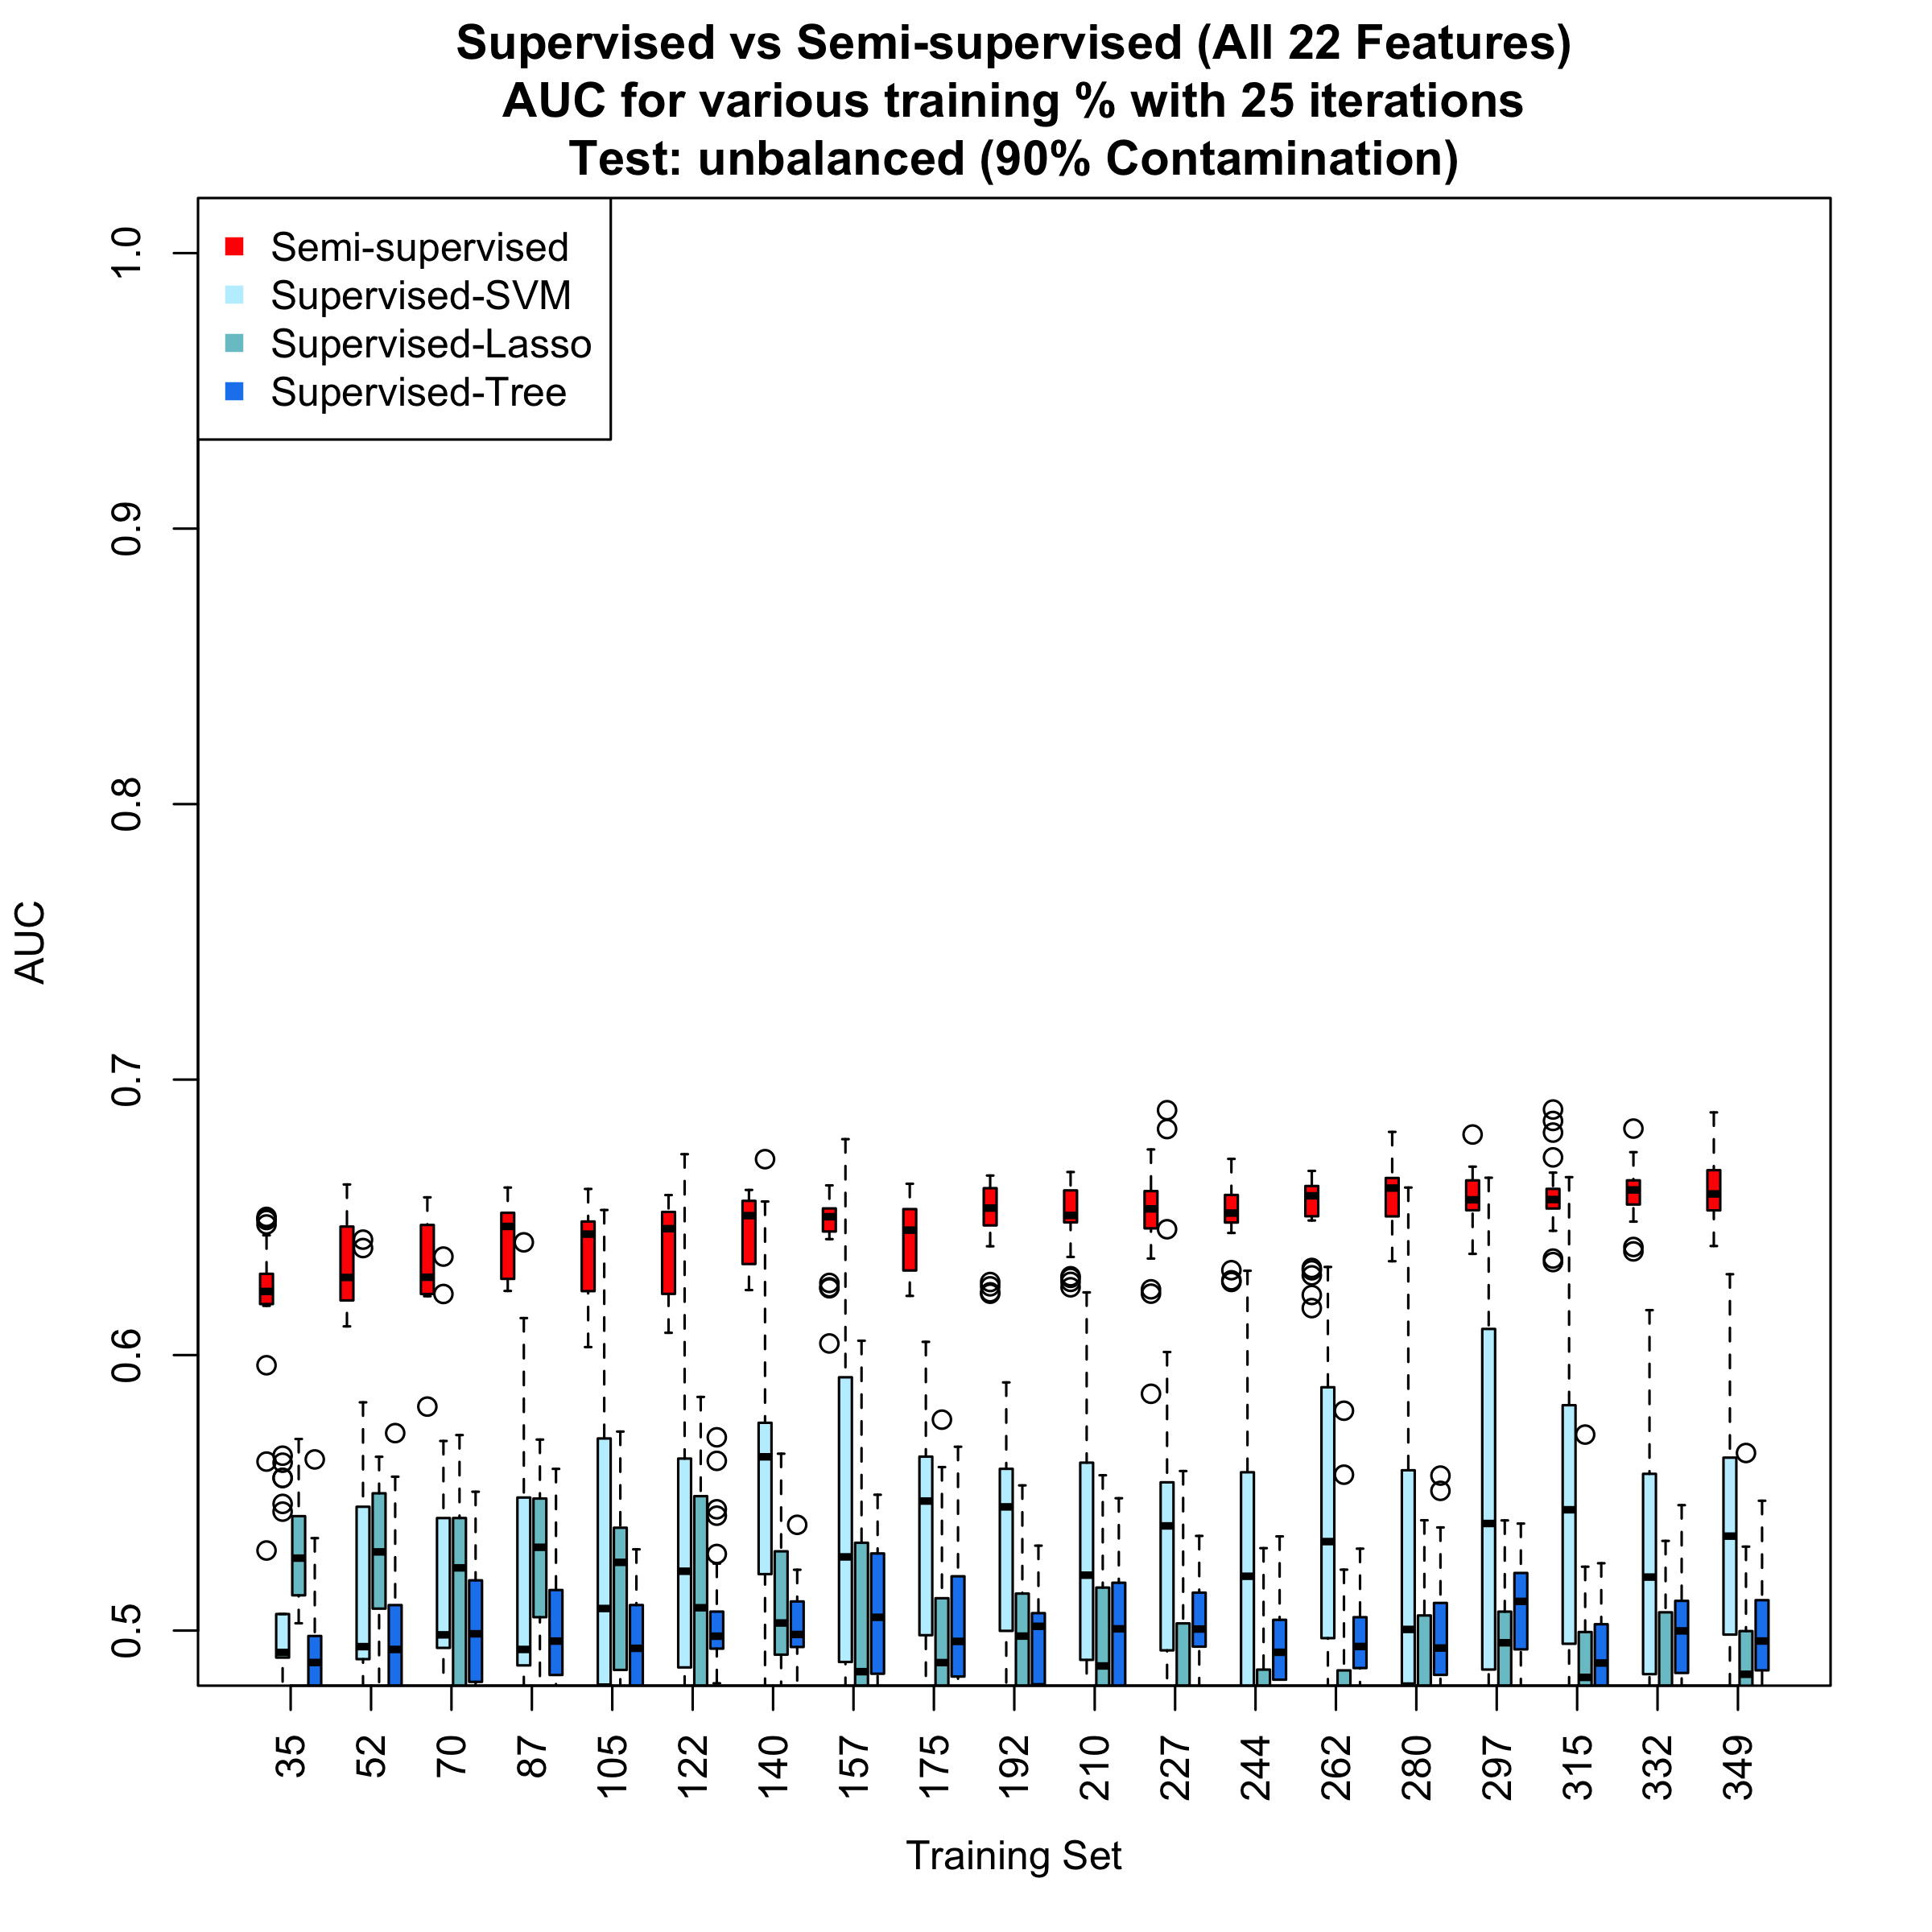 Supervised vs Semi-supervised (All 22 Features)
AUC for various training % with 25 iterations
Test: unbalanced (90% Contamination)
Semi-supervised
Supervised-SVM
Supervised-Lasso
Supervised-Tree
1.0
0.9
0.8
0.7
0.6
0.5
AUC
35 52 70 87 105 122 140 157 175 192 210 227 244 262 280 297 315 332 349
Training Set